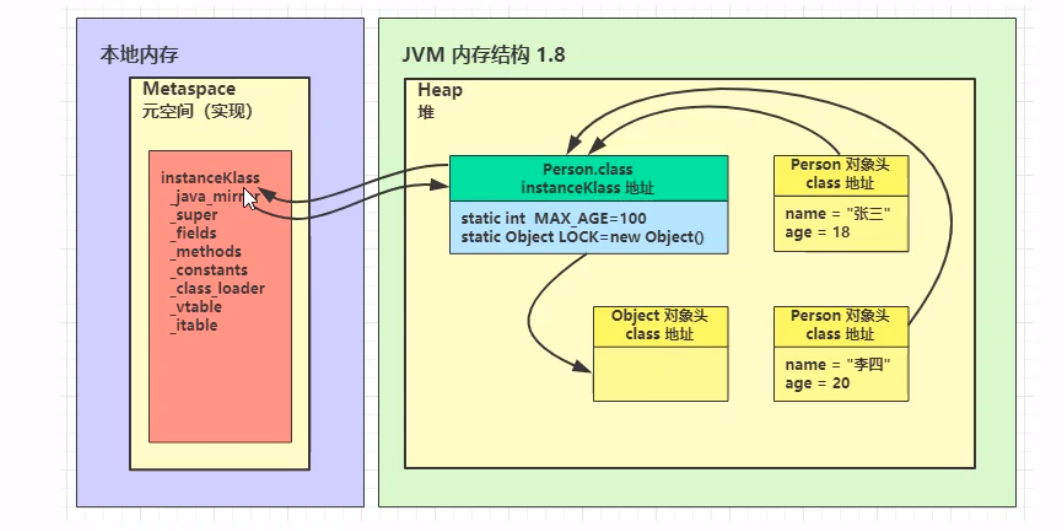 本地内存
Metaspace
元空间（实现）
instanceKlass
_super
_fields
_methods
_constants
_class_loader
_vtable
_itable
JVM 内存结构 1.8
Heap
堆
Person.class
instanceKlass 地址
static int MAX_AGE=100
static Object LOCK=new Object()
Person 对象头
class 地址
name = "张三"
age = 18
Object 对象头
class 地址
Person 对象头
class 地址
name = "李四"
age = 20